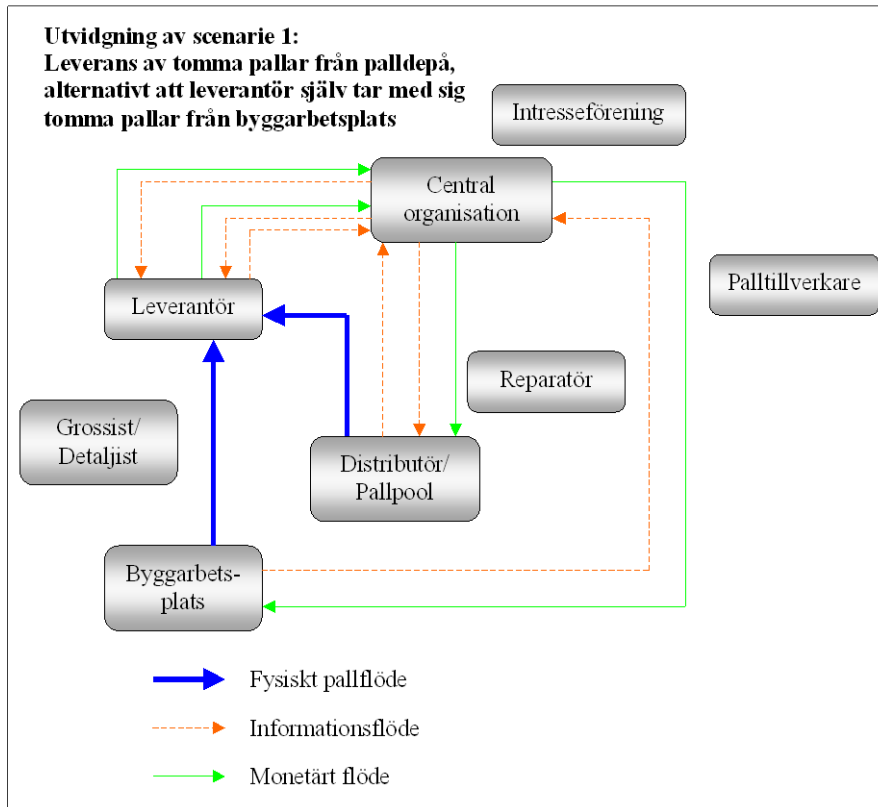 Utvidgning av scenarie 1:
Leverans av tomma pallar från palldepå,
alternativt att leverantör själv tar med sig
tomma pallar från byggarbetsplats
Intresseförening
Central
organisation
Palltillverkare
Leverantör
Reparatör
Grossist/
Detaljist
Distributör/
Pallpool
Byggarbets-
plats
Fysiskt pallflöde
Informationsflöde
Monetärt flöde